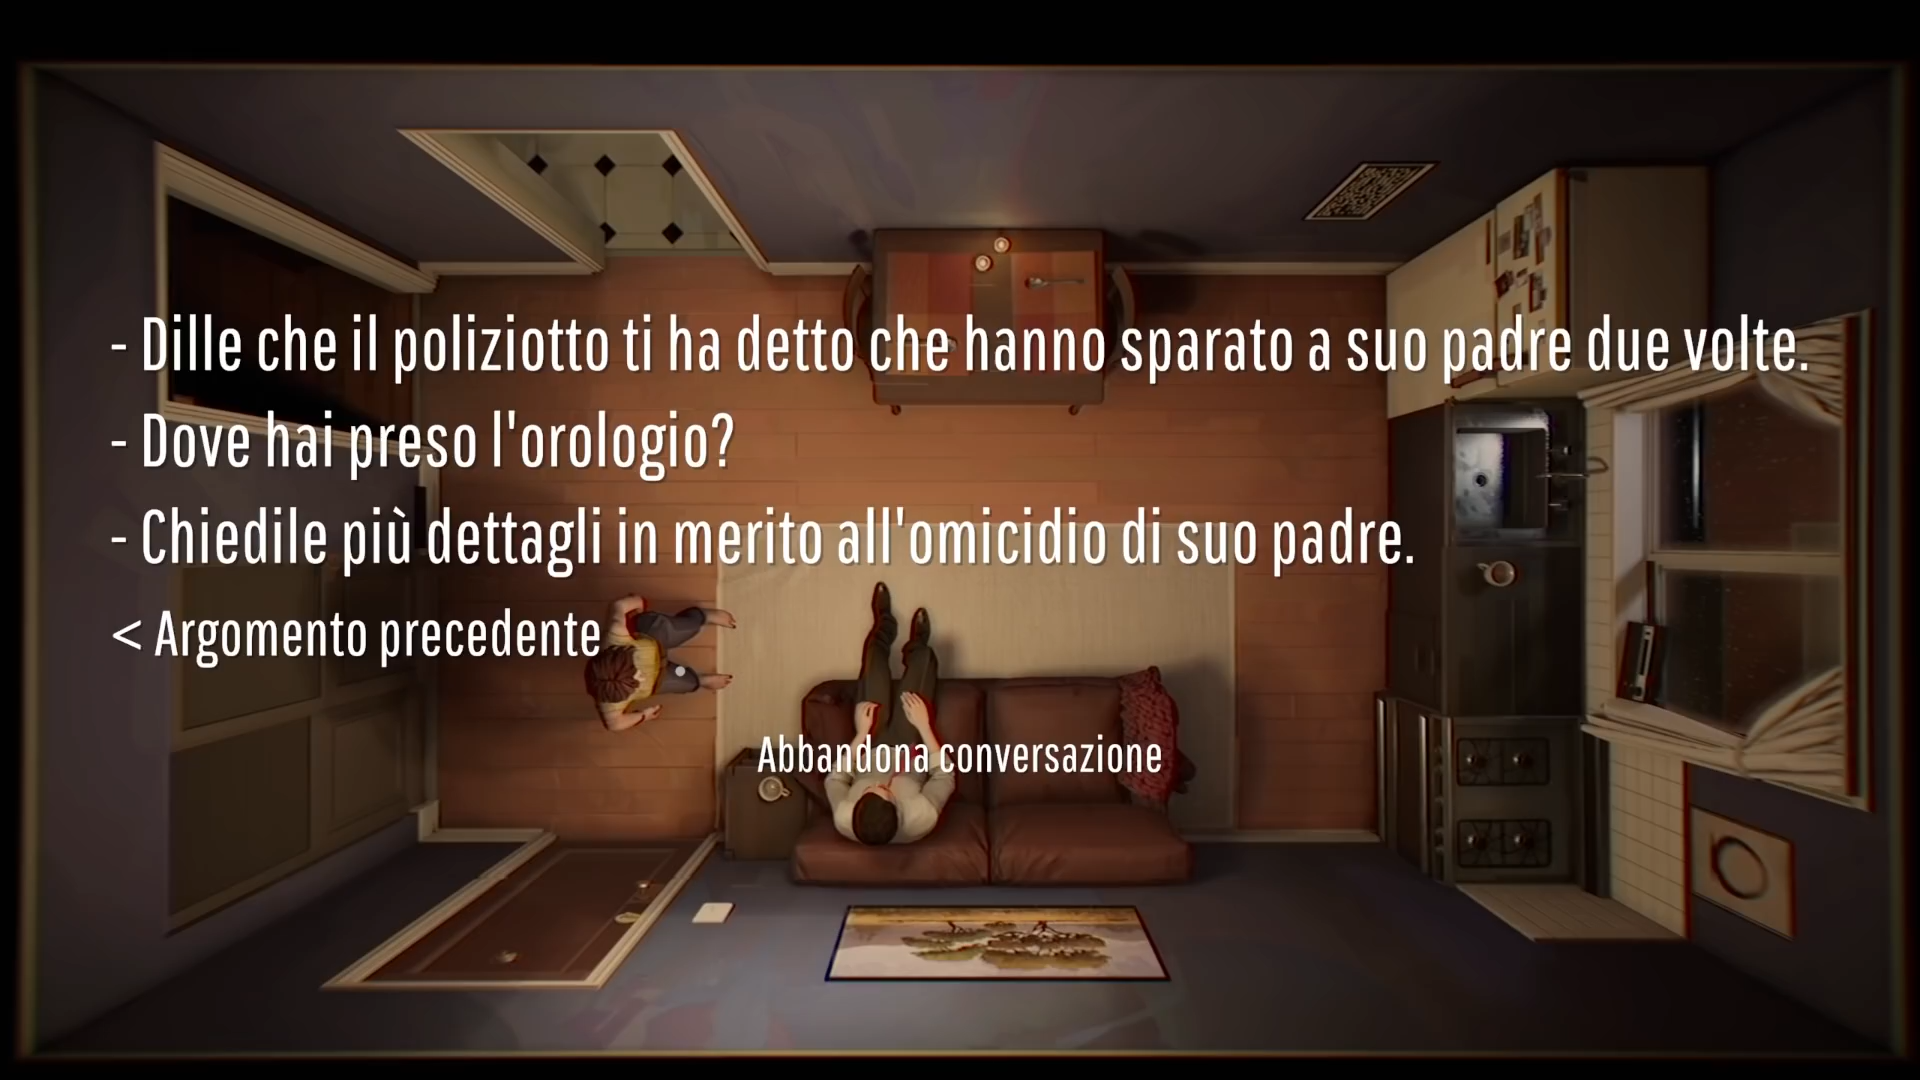 - Dille che il poliziotto ti ha detto che hanno sparato a suo padre due volte.
- Dove hai preso l'orologio?
- Chiedile più dettagli in merito all'omicidio di suo padre.
< Argomento precedente
Abbandona conversazione